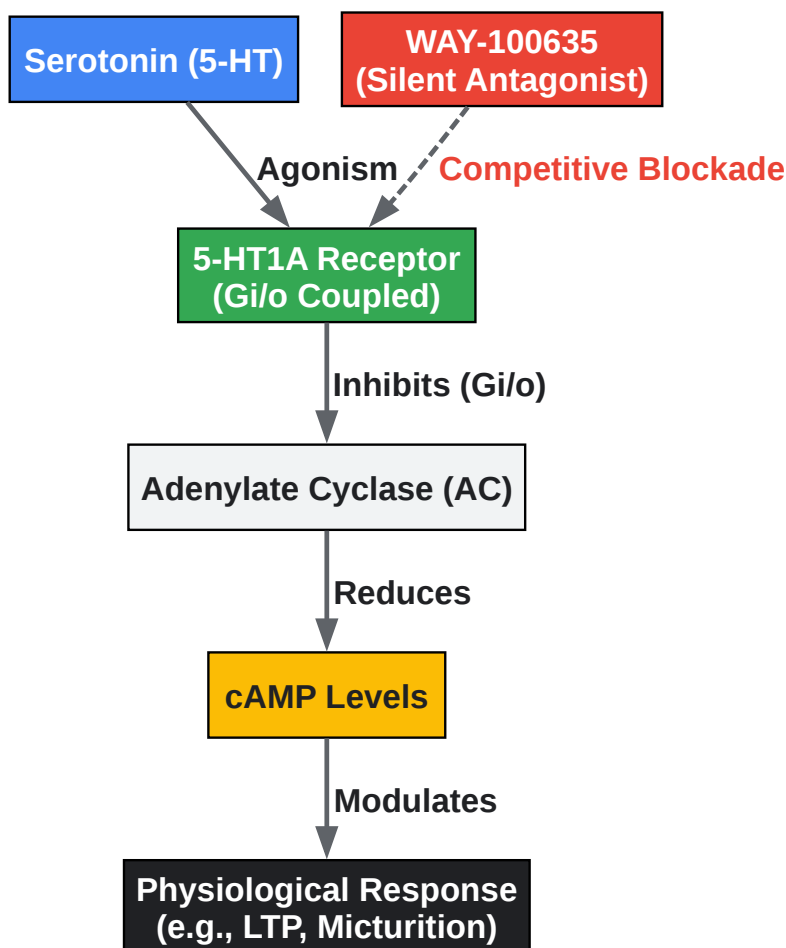 Serotonin (5-HT)
WAY-100635
(Silent Antagonist)
Agonism
Competitive Blockade
5-HT1A Receptor
(Gi/o Coupled)
Inhibits (Gi/o)
Adenylate Cyclase (AC)
Reduces
cAMP Levels
Modulates
Physiological Response
(e.g., LTP, Micturition)